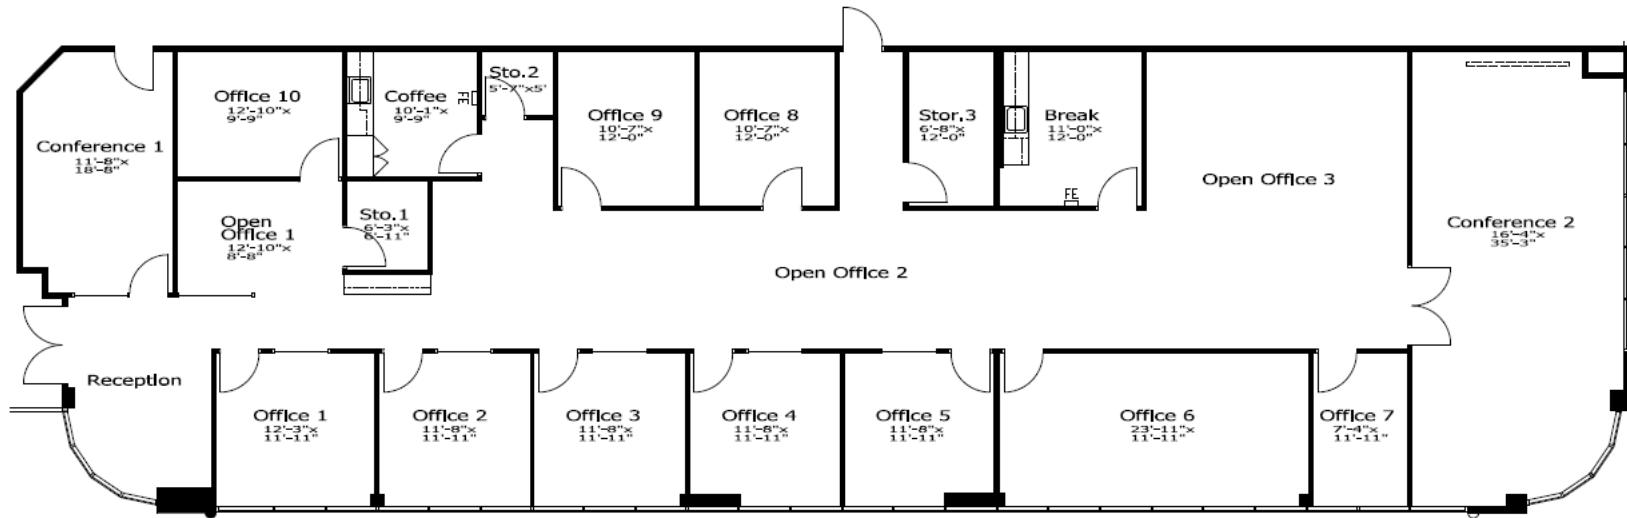 Conference 1
11'-8"x
18'-8"
Office 10
12'-10"x
9'-9"
Coffee
10'-1"x
9'-9"
FE
Sto.2
5'-7"x5'
Office 9
10'-7"x
12'-0"
Office 8
10'-7"x
12'-0"
Stor.3
6'-8"x
12'-0"
Break
11'-0"x
12'-0"
FE
Open Office 3
Conference 2
16'-4"x
35'-3"
Open
Office 1
12'-10"x
8'-8"
Sto.1
6'-3"x
6'-11"
Open Office 2
Reception
Office 1
12'-3"x
11'-11"
Office 2
11'-8"x
11'-11"
Office 3
11'-8"x
11'-11"
Office 4
11'-8"x
11'-11"
Office 5
11'-8"x
11'-11"
Office 6
23'-11"x
11'-11"
Office 7
7'-4"x
11'-11"